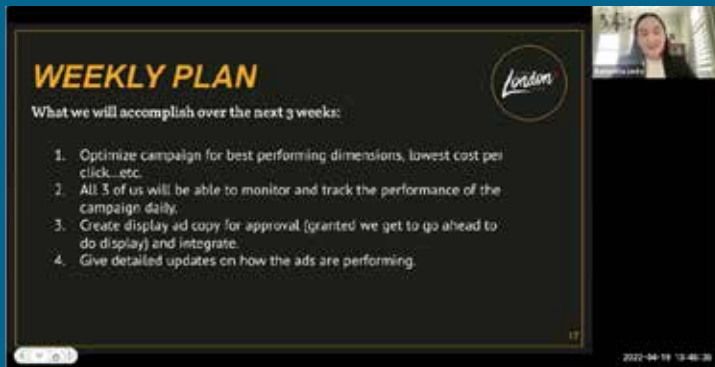 WEEKLY PLAN
London
What we will accomplish over the next 3 weeks:
1. Optimize campaign for best performing dimensions, lowest cost per
click...etc.
2. All 3 of us will be able to monitor and track the performance of the
campaign daily.
3. Create display ad copy for approval (granted we get to go ahead to
do display) and integrate.
4. Give detailed updates on how the ads are performing.
17
2022-04-19